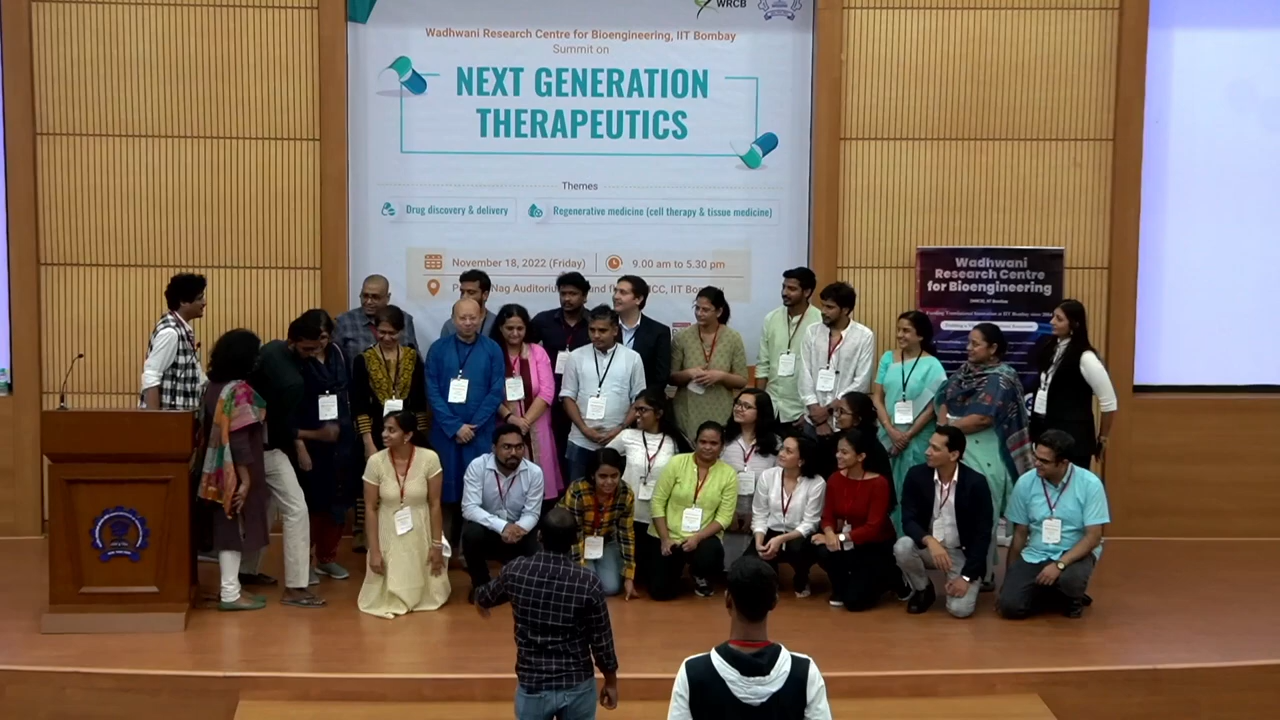 WRCB
Wadhwani Research Centre for Bioengineering, IIT Bombay
Summit on
NEXT GENERATION
THERAPEUTICS
Themes
Drug discovery & delivery
Regenerative medicine (cell therapy & tissue medicine)
November 18, 2022 (Friday)
9.00 am to 5.30 pm
Nag Auditorium
IIT Bombay
Wadhwani
Research Centre
for Bioengineering